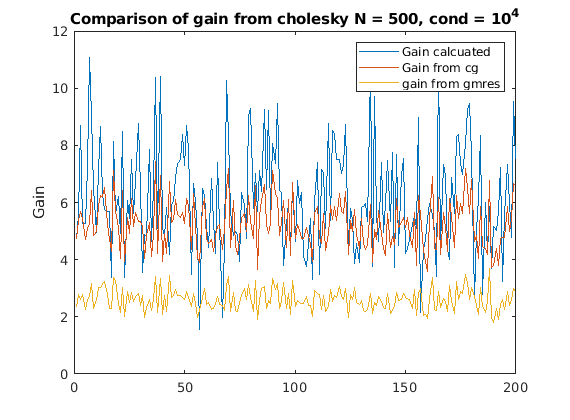 Comparison of gain from cholesky N = 500, cond = 10^4
12
10
8
6
4
2
0
Gain
Gain calcuated
Gain from cg
gain from gmres
0
50
100
150
200